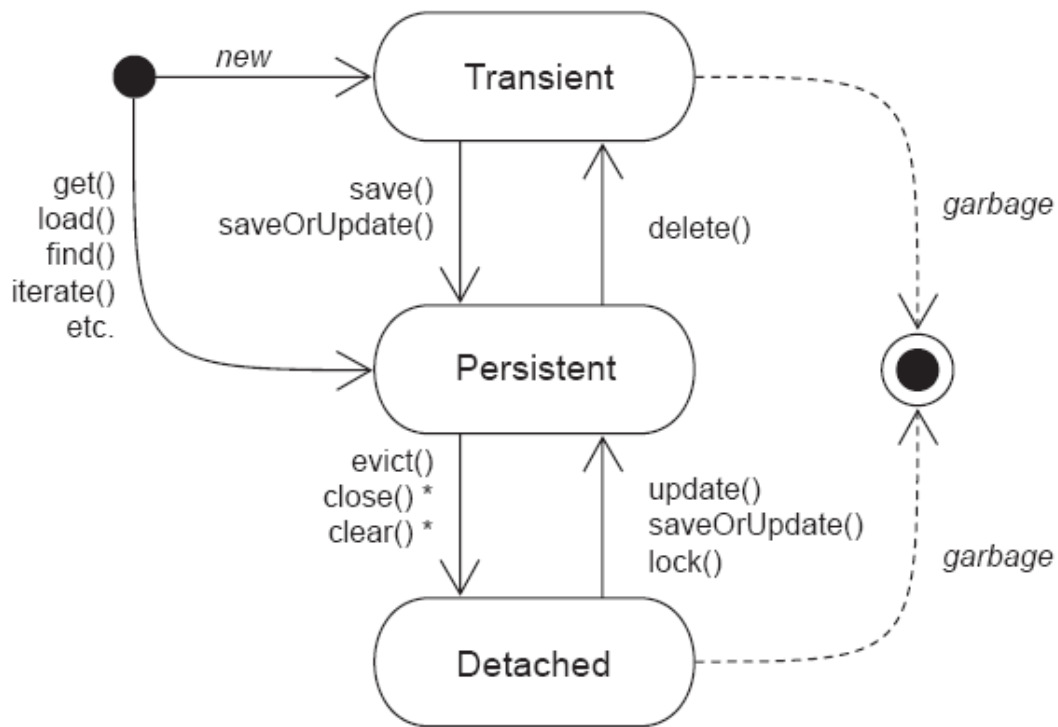 new
Transient
get()
load()
find()
iterate()
etc.
save()
saveOrUpdate()
delete()
garbage
Persistent
evict()
close() *
clear() *
update()
saveOrUpdate()
lock()
garbage
Detached